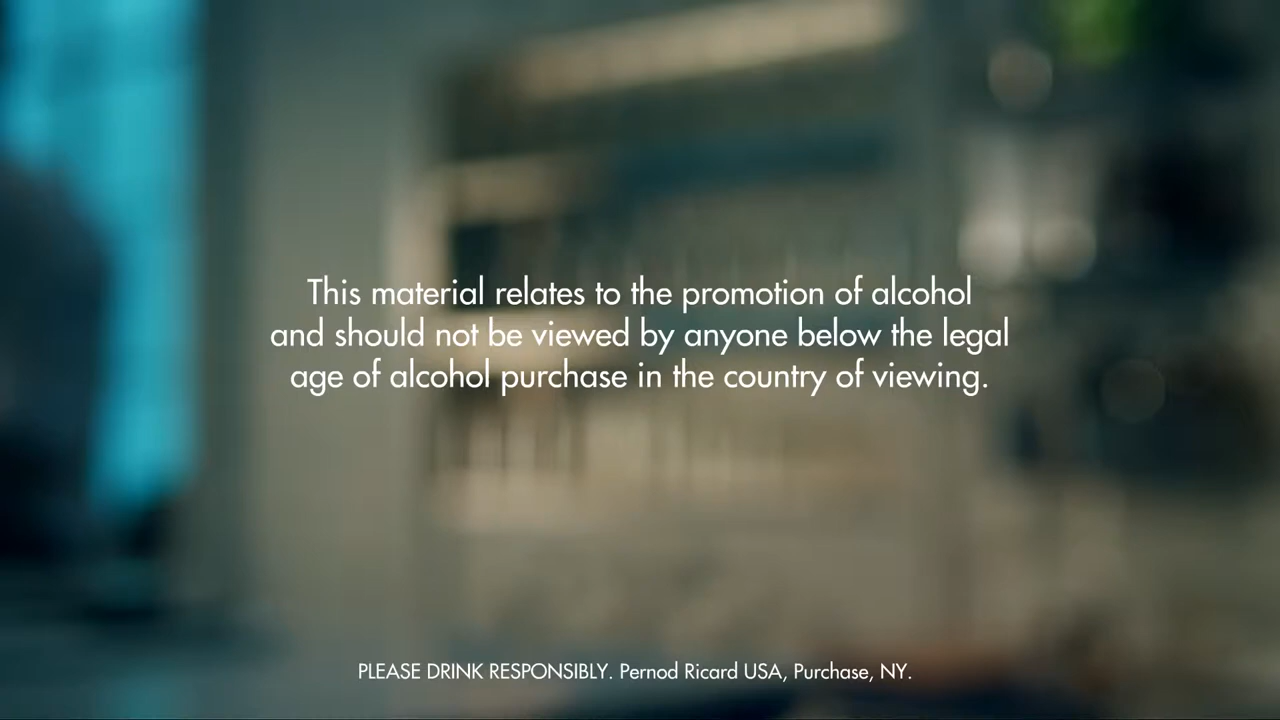 This material relates to the promotion of alcohol
and should not be viewed by anyone below the legal
age of alcohol purchase in the country of viewing.
PLEASE DRINK RESPONSIBLY. Pernod Ricard USA, Purchase, NY.